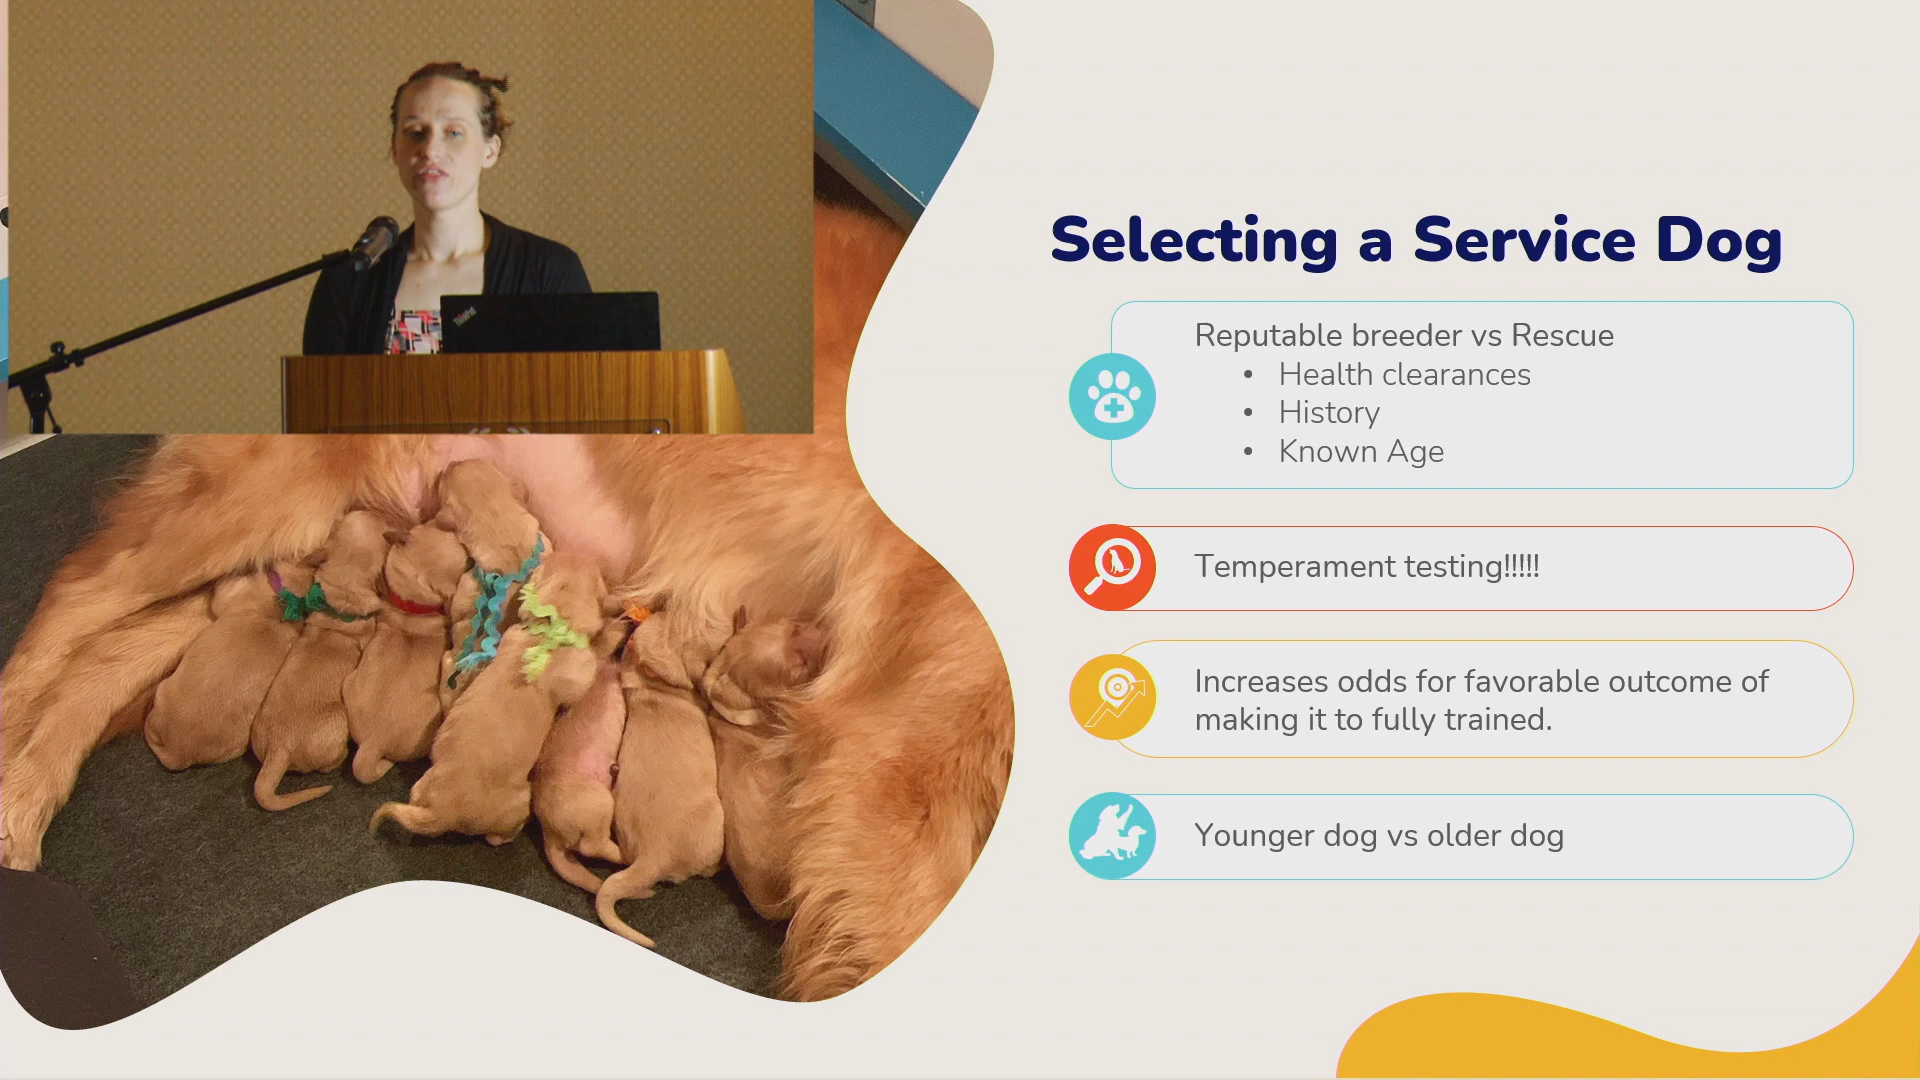 ThinkPad
Selecting a Service Dog
Reputable breeder vs Rescue
• Health clearances
• History
• Known Age
Temperament testing!!!!!
Increases odds for favorable outcome of
making it to fully trained.
Younger dog vs older dog